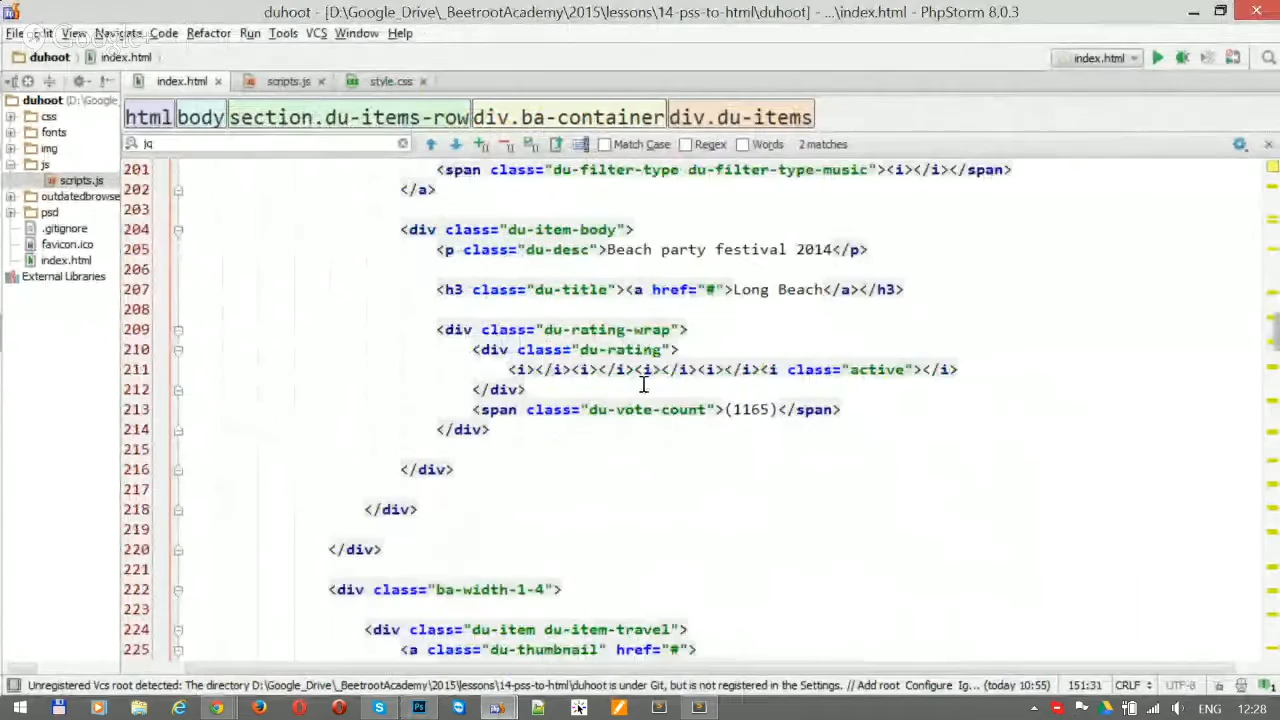 duhoot - [D:\Google_Drive\_BeetrootAcademy\2015\lessons\14-pss-to-html\duhoot] - ...\index.html - PhpStorm 8.0.3
File Edit View Navigate Code Refactor Run Tools VCS Window Help
duhoot index.html index.html
index.html scripts.js style.css
duhoot (D:\Google_
css
fonts
img
js
scripts.js
outdatedbrowse
psd
.gitignore
favicon.ico
index.html
External Libraries
html body section.du-items-row div.ba-container div.du-items
jq Match Case Regex Words 2 matches
201 <span class="du-filter-type du-filter-type-music"><i></i></span>
202 </a>
203
204 <div class="du-item-body">
205 <p class="du-desc">Beach party festival 2014</p>
206
207 <h3 class="du-title"><a href="#">Long Beach</a></h3>
208
209 <div class="du-rating-wrap">
210 <div class="du-rating">
211 <i></i><i></i><i></i><i></i><i class="active"></i>
212 </div>
213 <span class="du-vote-count">(1165)</span>
214 </div>
215
216 </div>
217
218 </div>
219
220 </div>
221
222 <div class="ba-width-1-4">
223
224 <div class="du-item du-item-travel">
225 <a class="du-thumbnail" href="#">
Unregistered Vcs root detected: The directory D:\Google_Drive\_BeetrootAcademy\2015\lessons\14-pss-to-html\duhoot is under Git, but is not registered in the Settings. // Add root Configure Ig... (today 10:55) 151:31 CRLF UTF-8
ENG 12:28